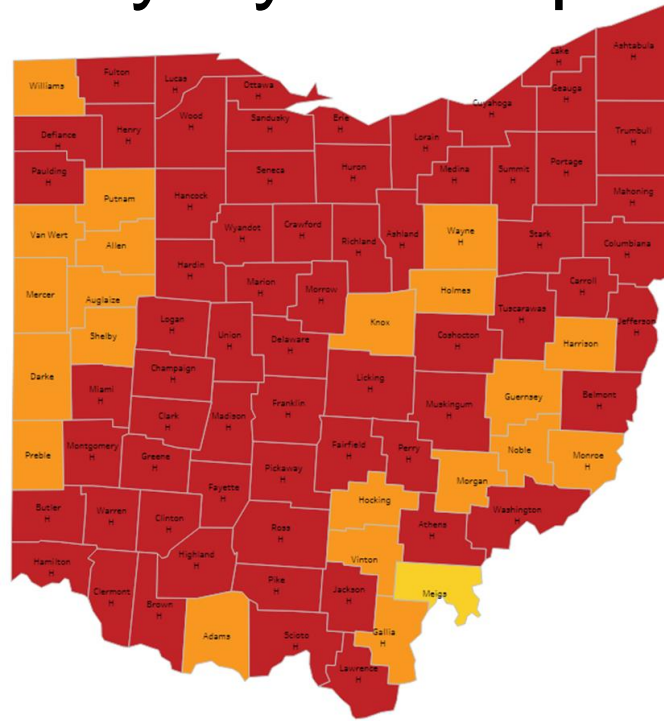 Lake
H
Ashtabula
H
Williams
Fulton
H
Lucas
H
Ottawa
H
Geauga
H
Cuyahoga
H
Wood
H
Sandusky
H
Erie
H
Lorain
H
Trumbull
H
Defiance
H
Henry
H
Seneca
H
Huron
H
Medina
H
Summit
H
Portage
H
Paulding
H
Mahoning
H
Putnam
Hancock
H
Van Wert
Allen
Wyandot
H
Crawford
H
Richland
H
Ashland
H
Wayne
H
Stark
H
Columbiana
H
Hardin
H
Marion
H
Morrow
H
Holmes
Carroll
H
Mercer
Auglaize
Tuscarawas
H
Jefferson
H
Logan
H
Union
H
Delaware
H
Knox
Coshocton
H
Harrison
Shelby
Darke
Miami
H
Champaign
H
Licking
H
Guernsey
Belmont
H
Clark
H
Madison
H
Franklin
H
Muskingum
H
Preble
Montgomery
H
Greene
H
Pickaway
H
Fairfield
H
Perry
H
Noble
Monroe
H
Morgan
Fayette
H
Hocking
Butler
H
Warren
H
Clinton
H
Ross
H
Athens
H
Washington
H
Hamilton
H
Highland
H
Vinton
Clermont
H
Brown
H
Pike
H
Jackson
H
Meigs
Adams
Scioto
H
Gallia
H
Lawrence
H